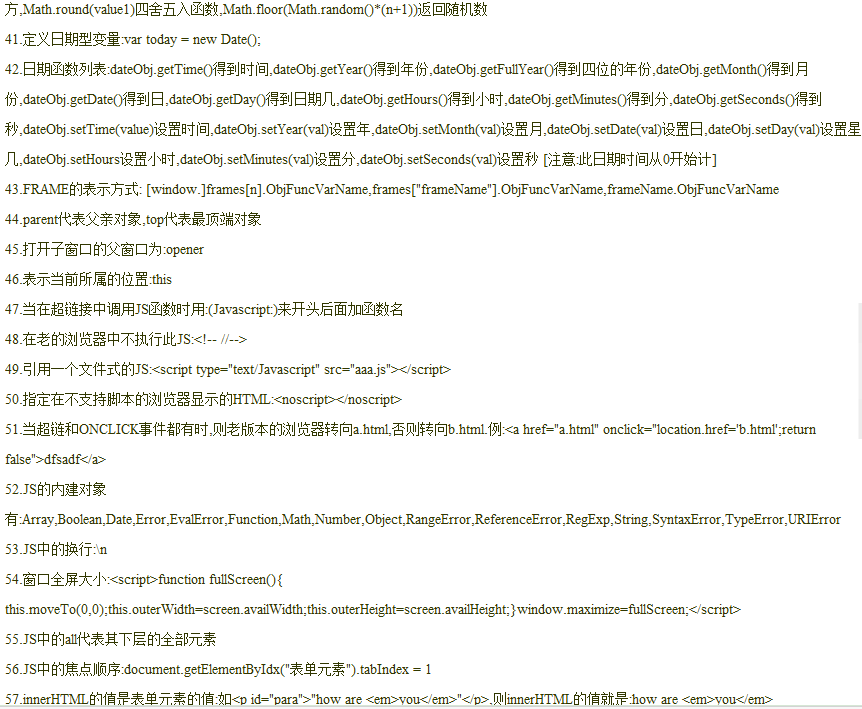 方,Math.round(value1)四舍五入函数,Math.floor(Math.random()*(n+1))返回随机数
41.定义日期型变量:var today = new Date();
42.日期函数列表:dateObj.getTime()得到时间,dateObj.getYear()得到年份,dateObj.getFullYear()得到四位的年份,dateObj.getMonth()得到月
份,dateObj.getDate()得到日,dateObj.getDay()得到日期几,dateObj.getHours()得到小时,dateObj.getMinutes()得到分,dateObj.getSeconds()得到
秒,dateObj.setTime(value)设置时间,dateObj.setYear(val)设置年,dateObj.setMonth(val)设置月,dateObj.setDate(val)设置日,dateObj.setDay(val)设置星
几,dateObj.setHours设置小时,dateObj.setMinutes(val)设置分,dateObj.setSeconds(val)设置秒 [注意:此日期时间从0开始计]
43.FRAME的表示方式: [window.]frames[n].ObjFuncVarName,frames["frameName"].ObjFuncVarName,frameName.ObjFuncVarName
44.parent代表父亲对象,top代表最顶端对象
45.打开子窗口的父窗口为:opener
46.表示当前所属的位置:this
47.当在超链接中调用JS函数时用:(Javascript:)来开头后面加函数名
48.在老的浏览器中不执行此JS:<!-- //-->
49.引用一个文件式的JS:<script type="text/Javascript" src="aaa.js"></script>
50.指定在不支持脚本的浏览器显示的HTML:<noscript></noscript>
51.当超链和ONCLICK事件都有时,则老版本的浏览器转向a.html,否则转向b.html.例:<a href="a.html" onclick="location.href='b.html';return
false">dfsadf</a>
52.JS的内建对象
有:Array,Boolean,Date,Error,EvalError,Function,Math,Number,Object,RangeError,ReferenceError,RegExp,String,SyntaxError,TypeError,URIError
53.JS中的换行:\n
54.窗口全屏大小:<script>function fullScreen(){
this.moveTo(0,0);this.outerWidth=screen.availWidth;this.outerHeight=screen.availHeight;}window.maximize=fullScreen;</script>
55.JS中的all代表其下层的全部元素
56.JS中的焦点顺序:document.getElementByIdx("表单元素").tabIndex = 1
57.innerHTML的值是表单元素的值:如<p id="para">"how are <em>you</em>"</p>,则innerHTML的值就是:how are <em>you</em>